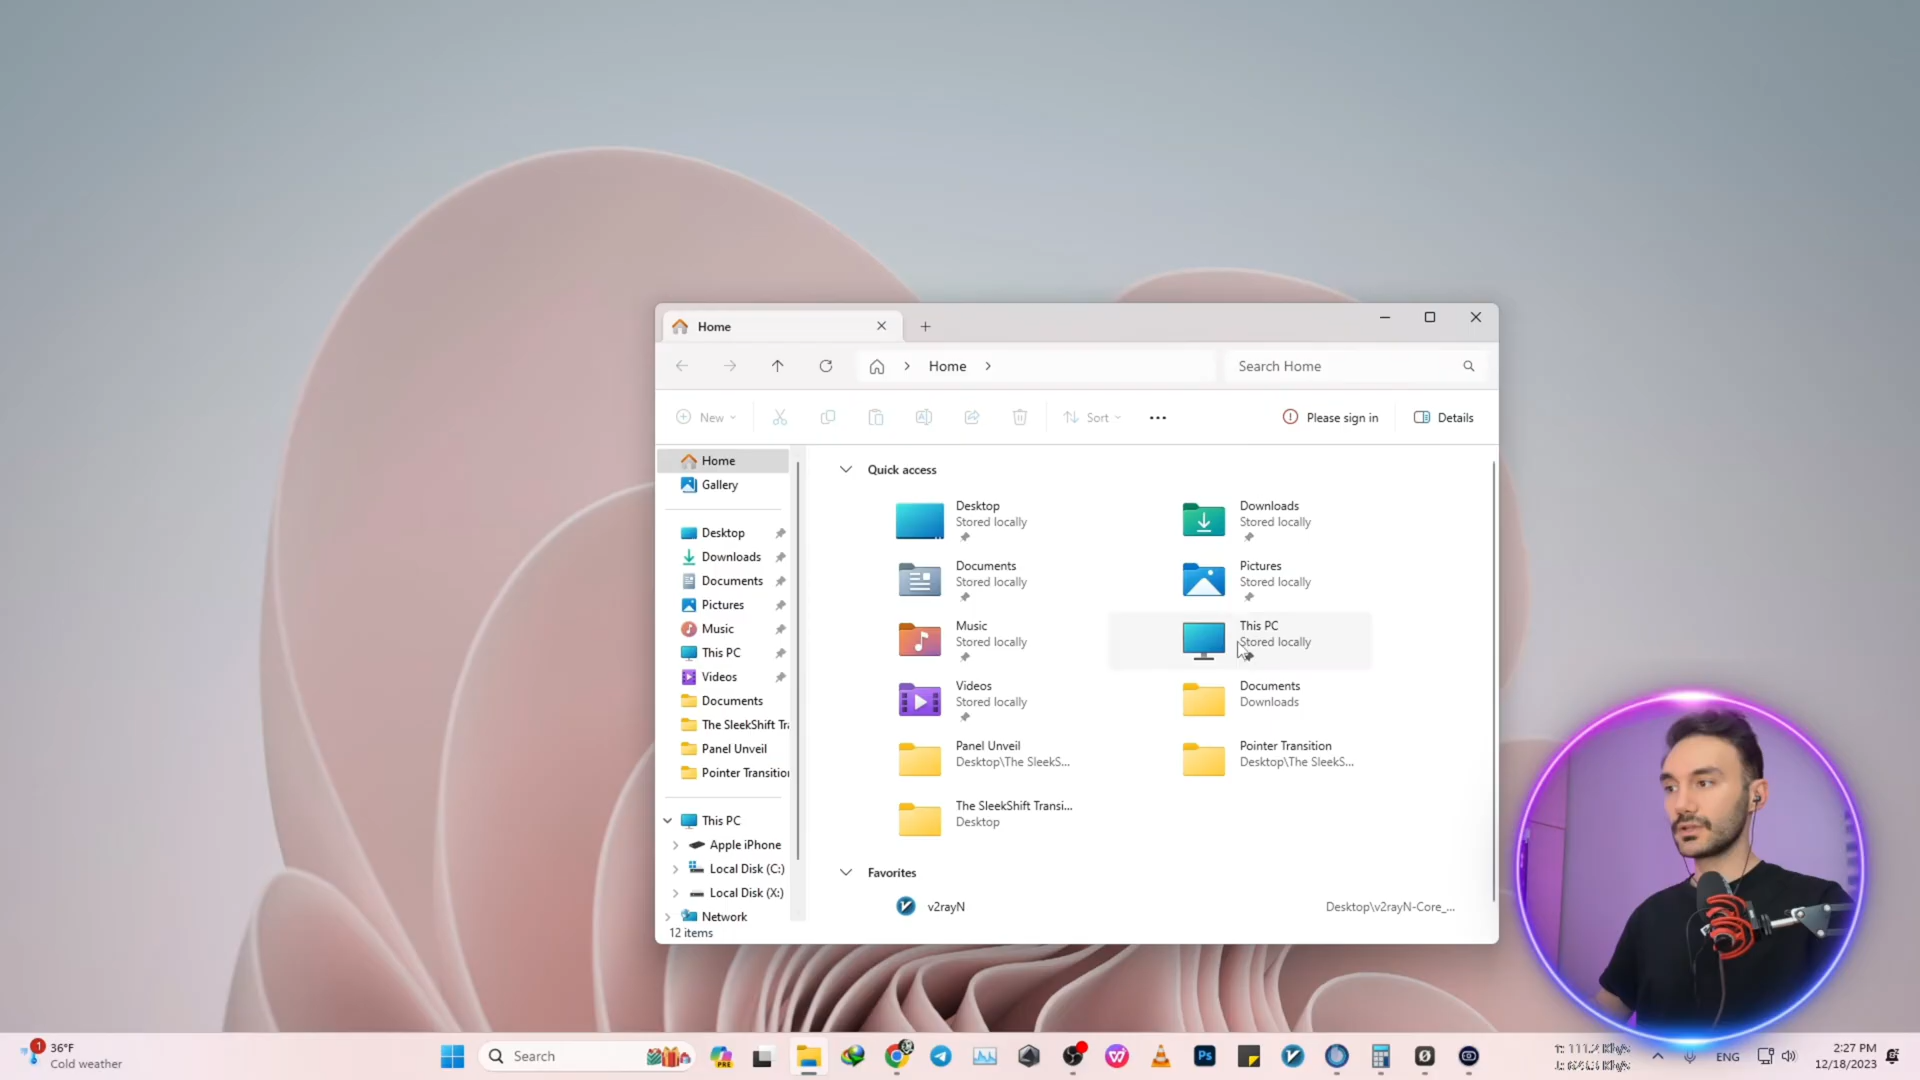 Home
Home
Search Home
New
Sort
Please sign in
Details
Home
Gallery
Desktop
Downloads
Documents
Pictures
Music
This PC
Videos
Documents
The SleekShift Tra
Panel Unveil
Pointer Transition
This PC
Apple iPhone
Local Disk (C:)
Local Disk (X:)
Network
12 items
Quick access
Desktop
Stored locally
Downloads
Stored locally
Documents
Stored locally
Pictures
Stored locally
Music
Stored locally
This PC
Stored locally
Videos
Stored locally
Documents
Downloads
Panel Unveil
Desktop\The SleekS...
Pointer Transition
Desktop\The SleekS...
The SleekShift Transi...
Desktop
Favorites
v2rayN
Desktop\v2rayN-Core_...
1
36°F
Cold weather
Search
PRE
Ps
ENG
2:27 PM
12/18/2023